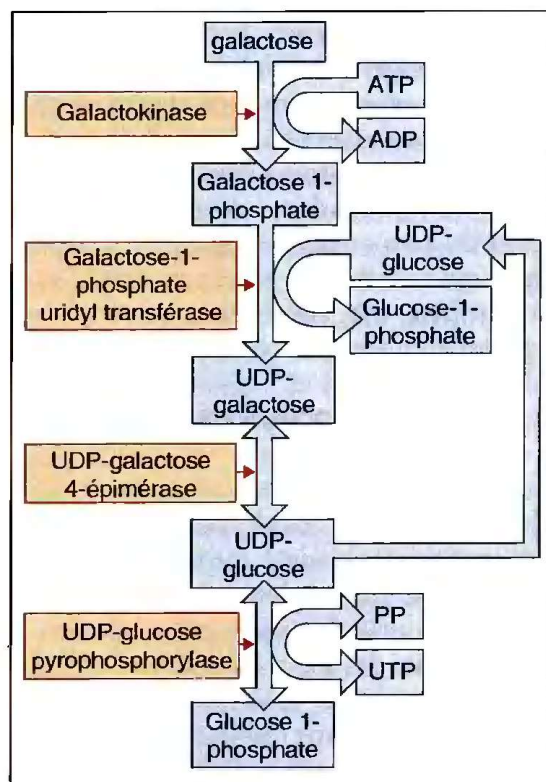 galactose
ATP
Galactokinase
ADP
Galactose 1-
phosphate
UDP-
glucose
Galactose-1-
phosphate
uridyl transférase
Glucose-1-
phosphate
UDP-
galactose
UDP-galactose
4-épimérase
UDP-
glucose
PP
UDP-glucose
pyrophosphorylase
UTP
Glucose 1-
phosphate